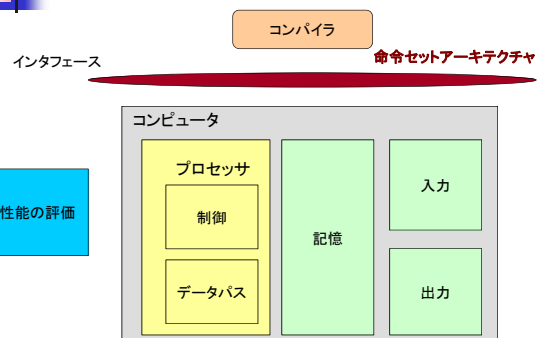 コンパイラ
インタフェース
命令セットアーキテクチャ
コンピュータ
プロセッサ
制御
データパス
記憶
入力
出力
性能の評価